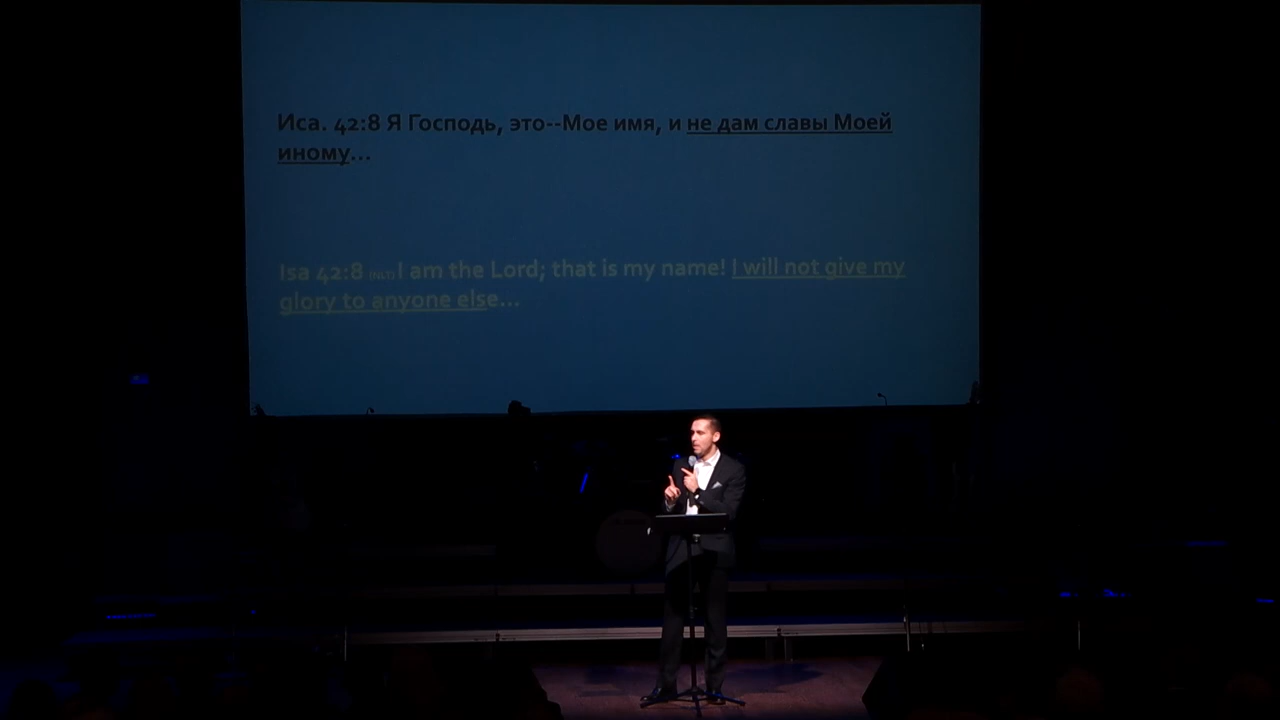 Иса. 42:8 Я Господь, это--Мое имя, и не дам славы Моей
иному...
Isa 42:8 (NLT) I am the Lord; that is my name! I will not give my
glory to anyone else...